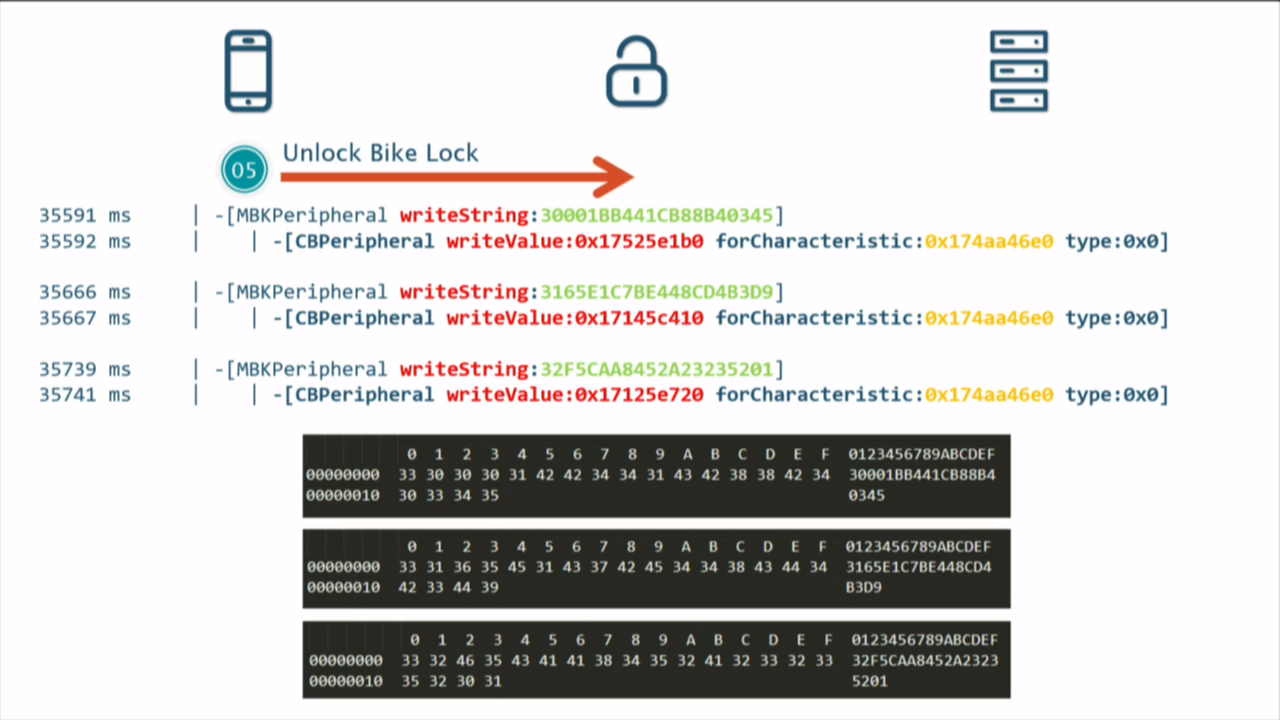 05 Unlock Bike Lock
35591 ms | -[MBKPeripheral writeString:30001BB441CB88B40345]
35592 ms | | -[CBPeripheral writeValue:0x17525e1b0 forCharacteristic:0x174aa46e0 type:0x0]
35666 ms | -[MBKPeripheral writeString:3165E1C7BE448CD4B3D9]
35667 ms | | -[CBPeripheral writeValue:0x17145c410 forCharacteristic:0x174aa46e0 type:0x0]
35739 ms | -[MBKPeripheral writeString:32F5CAA8452A23235201]
35741 ms | | -[CBPeripheral writeValue:0x17125e720 forCharacteristic:0x174aa46e0 type:0x0]
0 1 2 3 4 5 6 7 8 9 A B C D E F 0123456789ABCDEF
00000000 33 30 30 30 31 42 42 34 34 31 43 42 38 38 42 34 30001BB441CB88B4
00000010 30 33 34 35 0345
0 1 2 3 4 5 6 7 8 9 A B C D E F 0123456789ABCDEF
00000000 33 31 36 35 45 31 43 37 42 45 34 34 38 43 44 34 3165E1C7BE448CD4
00000010 42 33 44 39 B3D9
0 1 2 3 4 5 6 7 8 9 A B C D E F 0123456789ABCDEF
00000000 33 32 46 35 43 41 41 38 34 35 32 41 32 33 32 33 32F5CAA8452A2323
00000010 35 32 30 31 5201